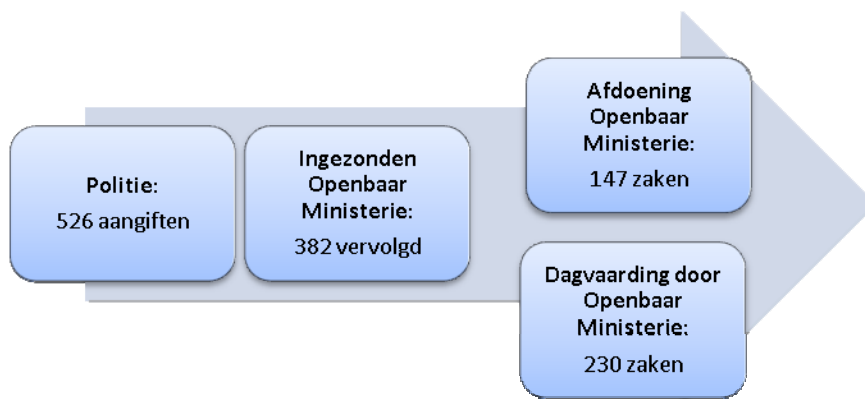 Politie:
526 aangiften
Ingezonden
Openbaar
Ministerie:
382 vervolgd
Afdoening
Openbaar
Ministerie:
147 zaken
Dagvaarding door
Openbaar
Ministerie:
230 zaken